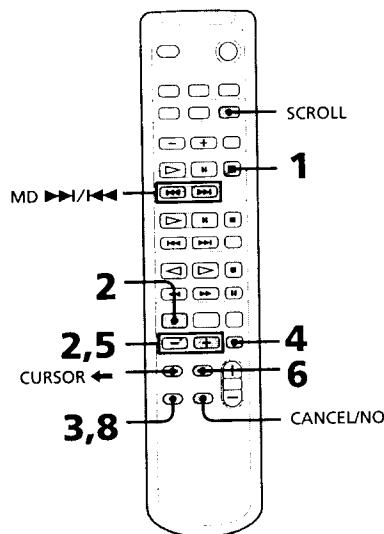 SCROLL
− +
1
MD ▶▶I/I◀◀
2
2,5
− +
4
CURSOR ←
6
+
3,8
−
CANCEL/NO